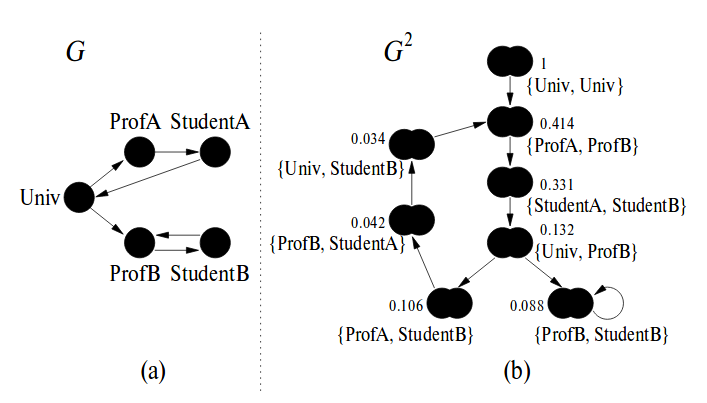 G
ProfA StudentA
Univ
ProfB StudentB
(a)
G²
1
{Univ, Univ}
0.414
{ProfA, ProfB}
0.034
{Univ, StudentB}
0.331
{StudentA, StudentB}
0.042
{ProfB, StudentA}
0.132
{Univ, ProfB}
0.106
{ProfA, StudentB}
0.088
{ProfB, StudentB}
(b)